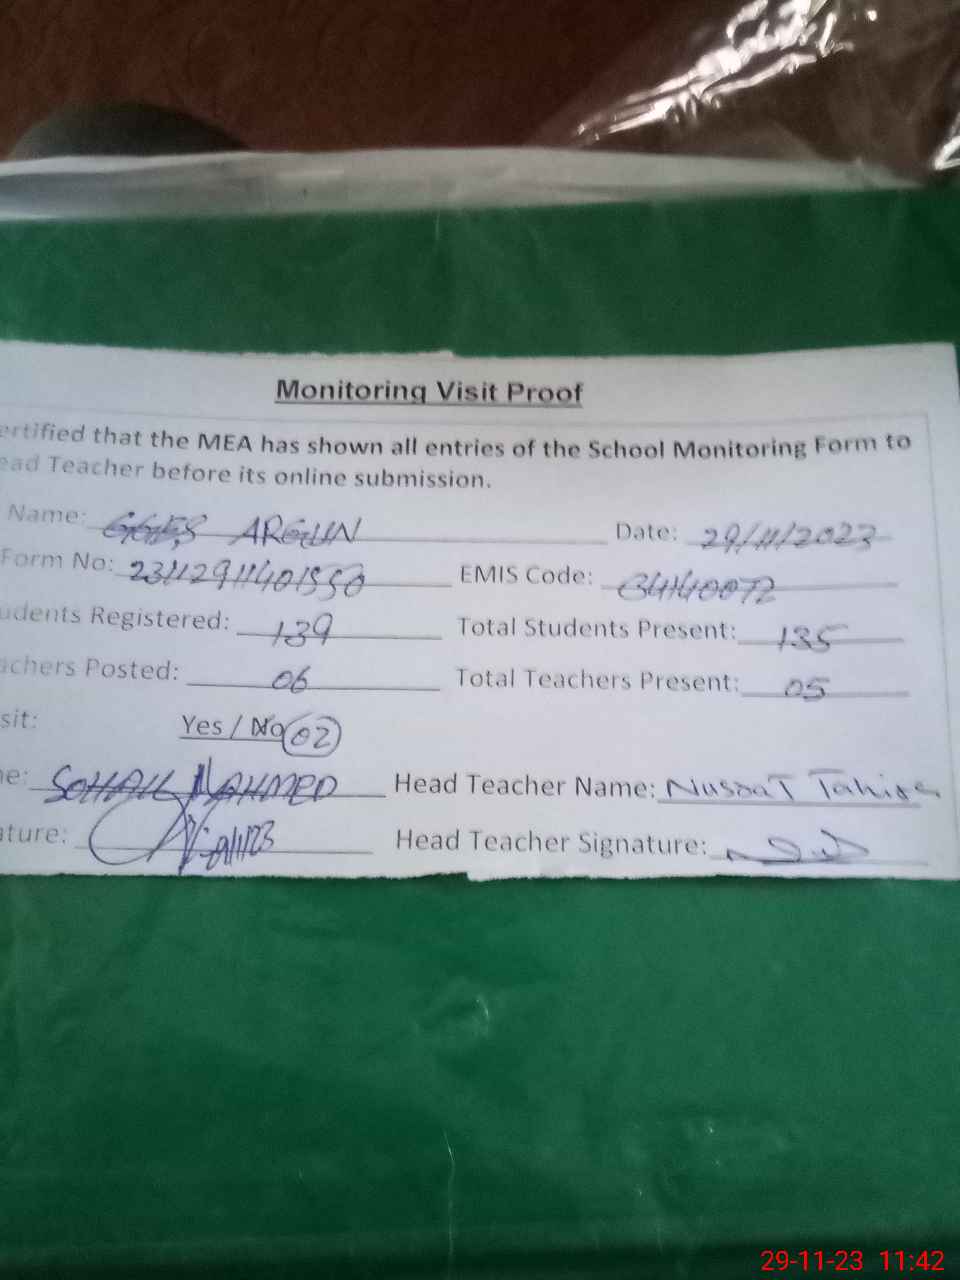 Monitoring Visit Proof
ertified that the MEA has shown all entries of the School Monitoring Form to
ead Teacher before its online submission.
Name: GGES ARGUN Date: 29/11/2023
Form No: 23112911401550 EMIS Code: 34140072
udents Registered: 139 Total Students Present: 135
achers Posted: 06 Total Teachers Present: 05
sit: Yes / No 02
me: SOHAIL AHMED Head Teacher Name: Nusrat Tahira
ature: Head Teacher Signature:
29-11-23 11:42